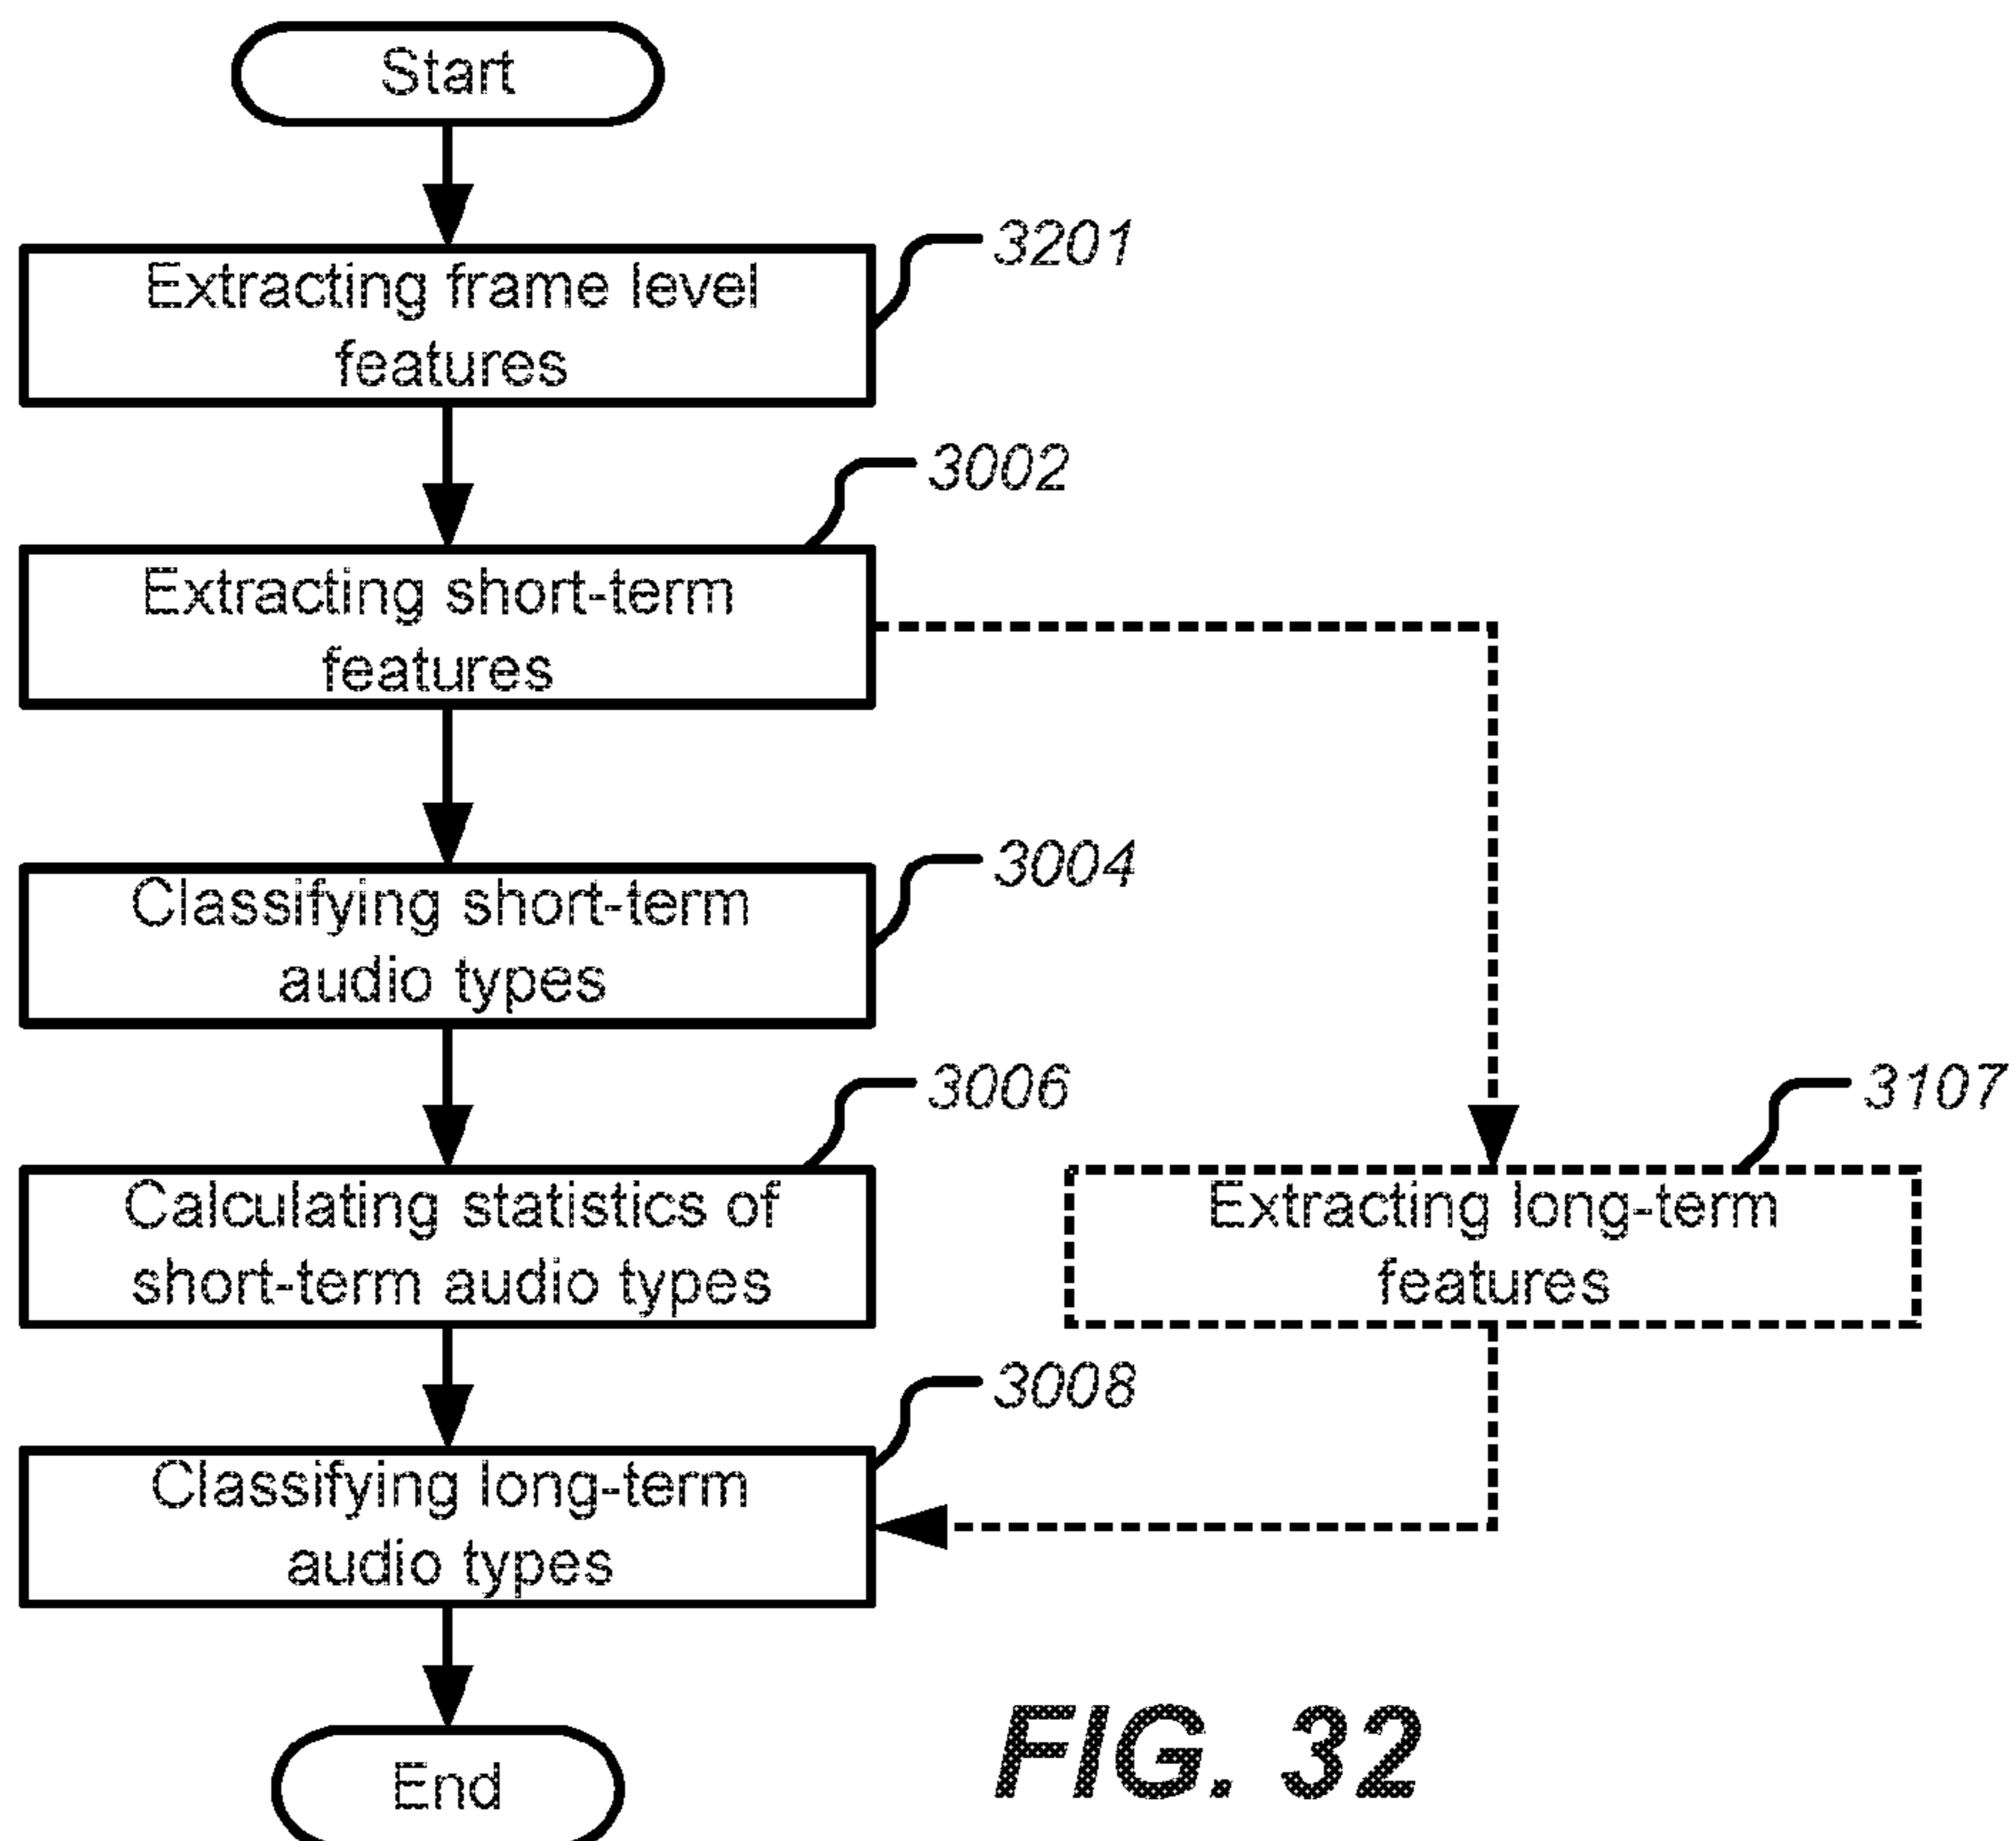 Start
Extracting frame level
features
3201
Extracting short-term
features
3002
Classifying short-term
audio types
3004
Calculating statistics of
short-term audio types
3006
Extracting long-term
features
3107
Classifying long-term
audio types
3008
End
FIG. 32